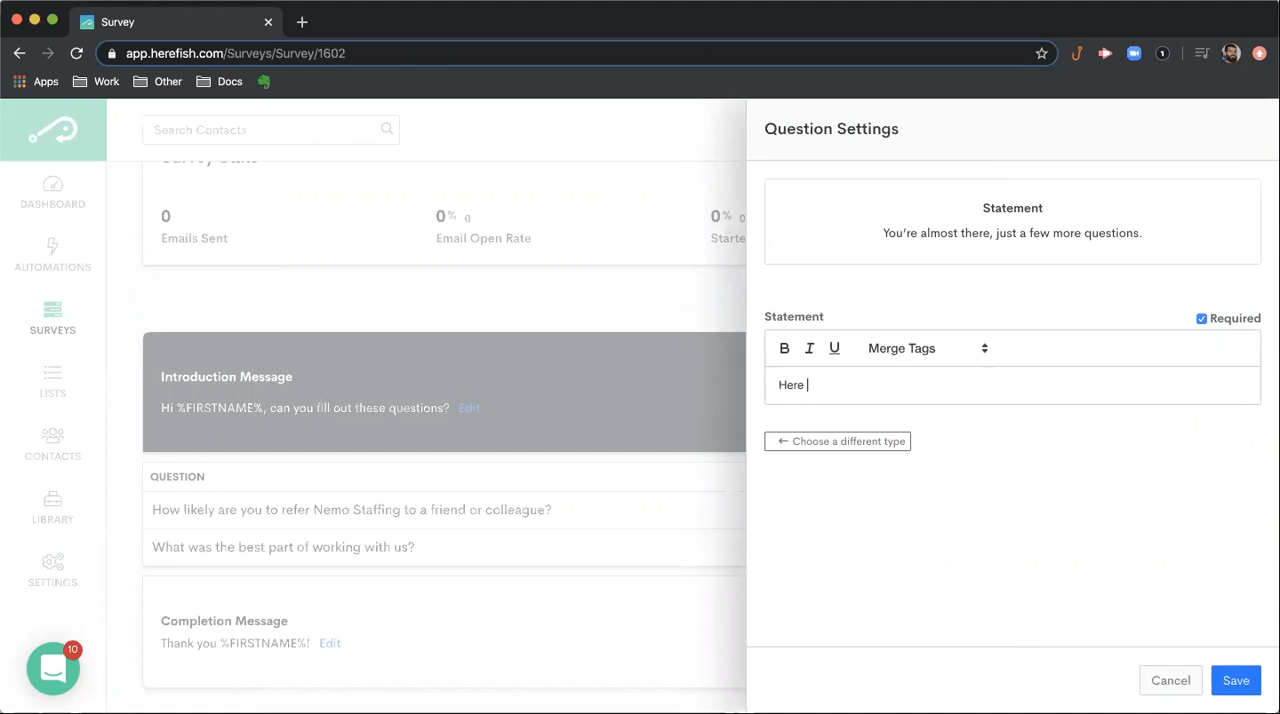 Survey
app.herefish.com/Surveys/Survey/1602
Apps
Work
Other
Docs
1
Search Contacts
Question Settings
DASHBOARD
AUTOMATIONS
SURVEYS
LISTS
CONTACTS
LIBRARY
SETTINGS
10
Survey Stats
0
Emails Sent
0% 0
Email Open Rate
0% 0
Starte
Introduction Message
Hi %FIRSTNAME%, can you fill out these questions? Edit
QUESTION
How likely are you to refer Nemo Staffing to a friend or colleague?
What was the best part of working with us?
Completion Message
Thank you %FIRSTNAME%! Edit
Statement
You're almost there, just a few more questions.
Statement
Required
B I U Merge Tags
Here
← Choose a different type
Cancel
Save